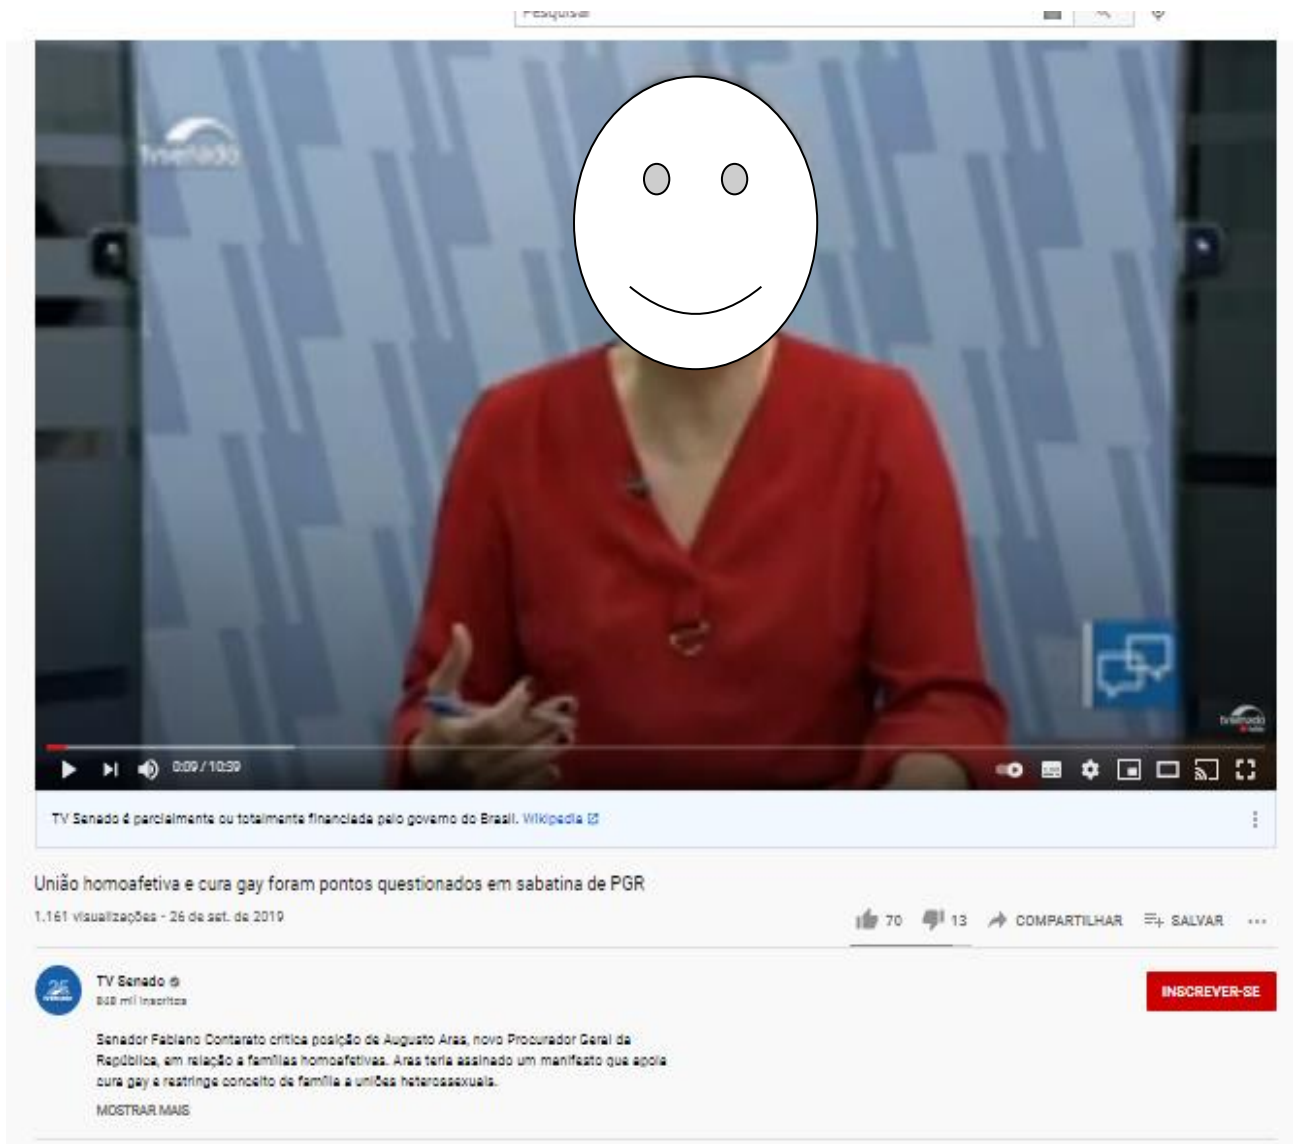 Pesquisar
tvsenado
tvsenado
0:09 / 10:39
TV Senado é parcialmente ou totalmente financiada pelo governo do Brasil. Wikipedia
União homoafetiva e cura gay foram pontos questionados em sabatina de PGR
1.161 visualizações - 26 de set. de 2019
70 13 COMPARTILHAR SALVAR
TV Senado
848 mil inscritos
INSCREVER-SE
Senador Fabiano Contarato critica posição de Augusto Aras, novo Procurador Geral da
República, em relação a famílias homoafetivas. Aras teria assinado um manifesto que apoia
cura gay e restringe conceito de família a uniões heterossexuais.
MOSTRAR MAIS